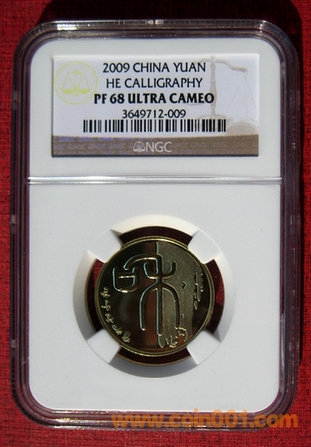 2009 CHINA YUAN
HE CALLIGRAPHY
PF 68 ULTRA CAMEO
3649712-009
NGC
www.coin001.com